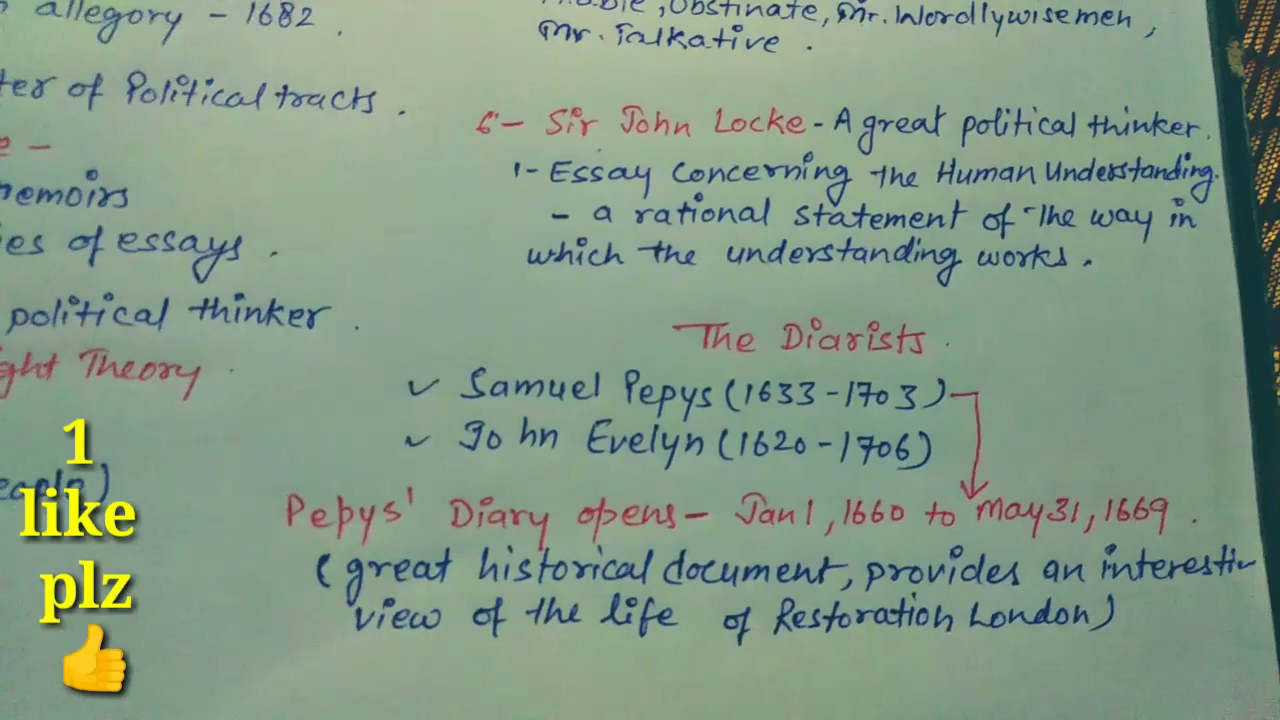 allegory - 1682
ter of Political tracts .
e -
memoirs
ies of essays .
political thinker .
ght Theory
Obstinate, Mr. Wordlywisemen,
Mr. Talkative .
6- Sir John Locke - A great political thinker.
1- Essay Concerning the Human Understanding.
- a rational statement of The way in
which the understanding works .
The Diarists .
✓ Samuel Pepys (1633-1703)
✓ John Evelyn (1620-1706)
Pepys' Diary opens - Jan 1, 1660 to May 31, 1669 .
(great historical document, provides an interestin
view of the life of Restoration London)
1
like
plz
👍